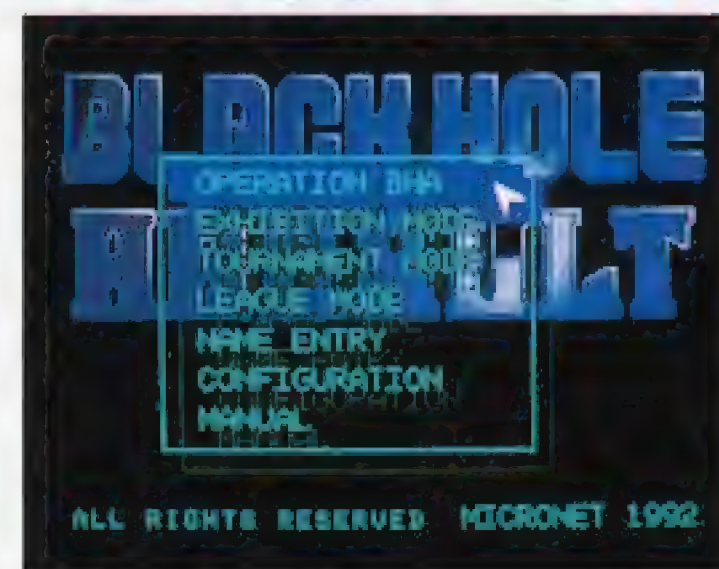 BLACK HOLE
OPERATION BHA
EXHIBITION MODE
TOURNAMENT MODE
LEAGUE MODE
NAME ENTRY
CONFIGURATION
MANUAL
ALL RIGHTS RESERVED MICRONET 1992